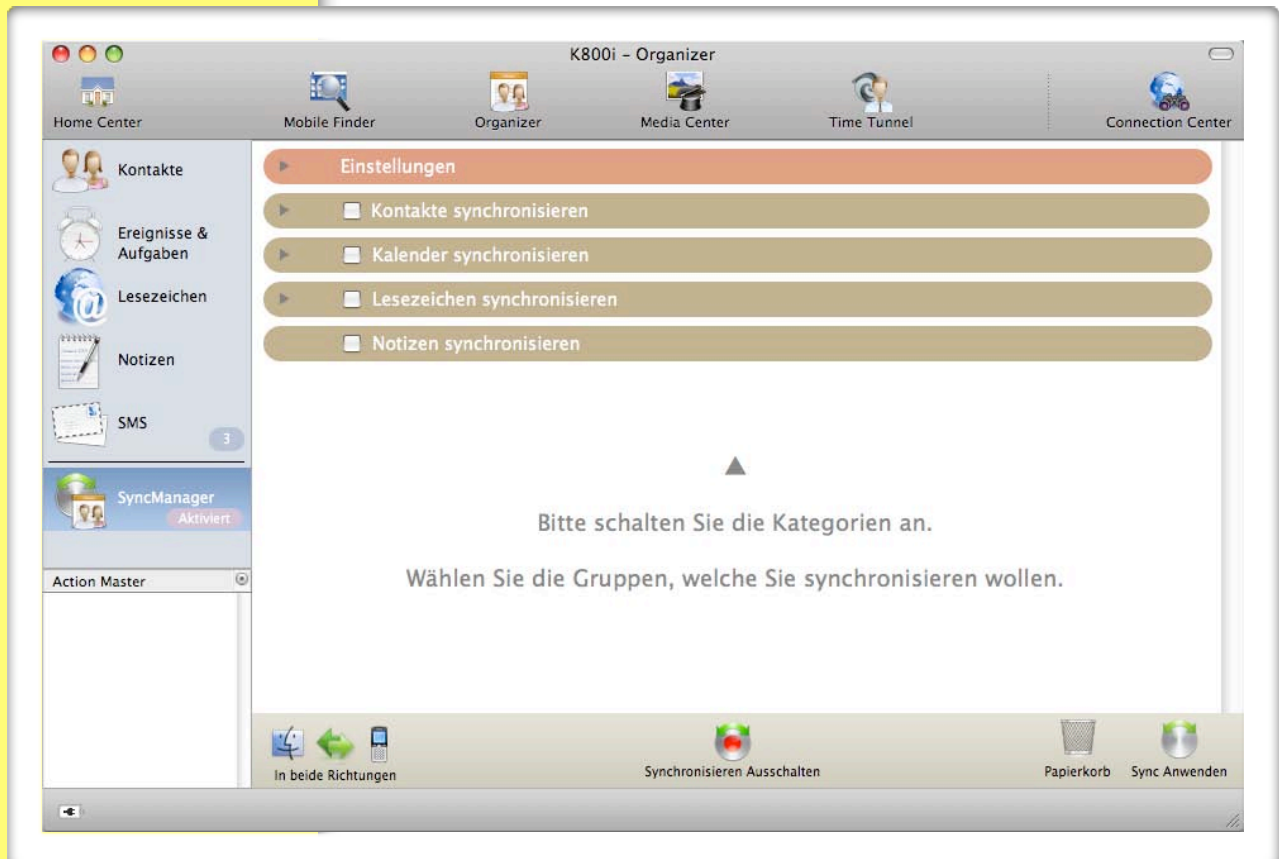 K800i – Organizer
Home Center
Mobile Finder
Organizer
Media Center
Time Tunnel
Connection Center
Kontakte
Ereignisse &
Aufgaben
Lesezeichen
Notizen
SMS
3
SyncManager
Aktiviert
Action Master
Einstellungen
Kontakte synchronisieren
Kalender synchronisieren
Lesezeichen synchronisieren
Notizen synchronisieren
Bitte schalten Sie die Kategorien an.
Wählen Sie die Gruppen, welche Sie synchronisieren wollen.
In beide Richtungen
Synchronisieren Ausschalten
Papierkorb
Sync Anwenden